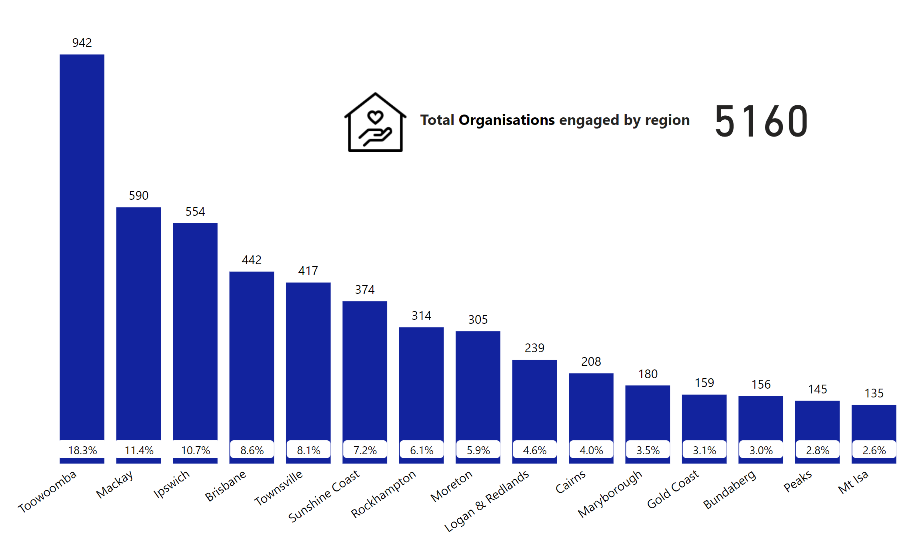 942
Total Organisations engaged by region
5160
590
554
442
417
374
314
305
239
208
180
159
156
145
135
18.3%
11.4%
10.7%
8.6%
8.1%
7.2%
6.1%
5.9%
4.6%
4.0%
3.5%
3.1%
3.0%
2.8%
2.6%
Toowoomba
Mackay
Ipswich
Brisbane
Townsville
Sunshine Coast
Rockhampton
Moreton
Logan & Redlands
Cairns
Maryborough
Gold Coast
Bundaberg
Peaks
Mt Isa